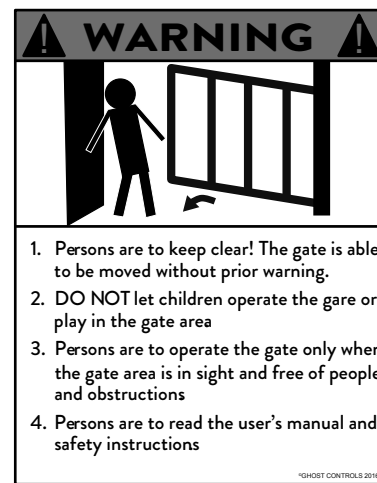 WARNING
1. Persons are to keep clear! The gate is able
to be moved without prior warning.
2. DO NOT let children operate the gare or
play in the gate area
3. Persons are to operate the gate only when
the gate area is in sight and free of people
and obstructions
4. Persons are to read the user's manual and
safety instructions
©GHOST CONTROLS 2016